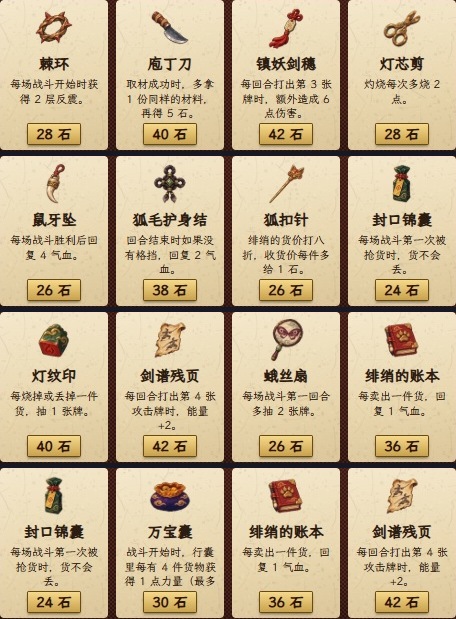 棘环
每场战斗开始时获
得 2 层反震。
28 石
庖丁刀
取材成功时，多拿
1 份同样的材料，
再得 5 石。
40 石
镇妖剑穗
每回合打出第 3 张
牌时，额外造成 6
点伤害。
42 石
灯芯剪
灼烧每次多烧 2
点。
28 石
鼠牙坠
每场战斗胜利后回
复 4 气血。
26 石
狐毛护身结
回合结束时如果没
有格挡，回复 2 气
血。
38 石
狐扣针
绯绡的货价打八
折，收货价每件多
给 1 石。
26 石
封口锦囊
每场战斗第一次被
抢货时，货不会
丢。
24 石
灯纹印
每烧掉或丢掉一件
货，抽 1 张牌。
40 石
剑谱残页
每回合打出第 4 张
攻击牌时，能量
+2。
42 石
蛾丝扇
每场战斗第一回合
多抽 2 张牌。
26 石
绯绡的账本
每卖出一件货，回
复 1 气血。
36 石
封口锦囊
每场战斗第一次被
抢货时，货不会
丢。
24 石
万宝囊
战斗开始时，行囊
里每有 4 件货物获
得 1 点力量（最多
30 石
绯绡的账本
每卖出一件货，回
复 1 气血。
36 石
剑谱残页
每回合打出第 4 张
攻击牌时，能量
+2。
42 石